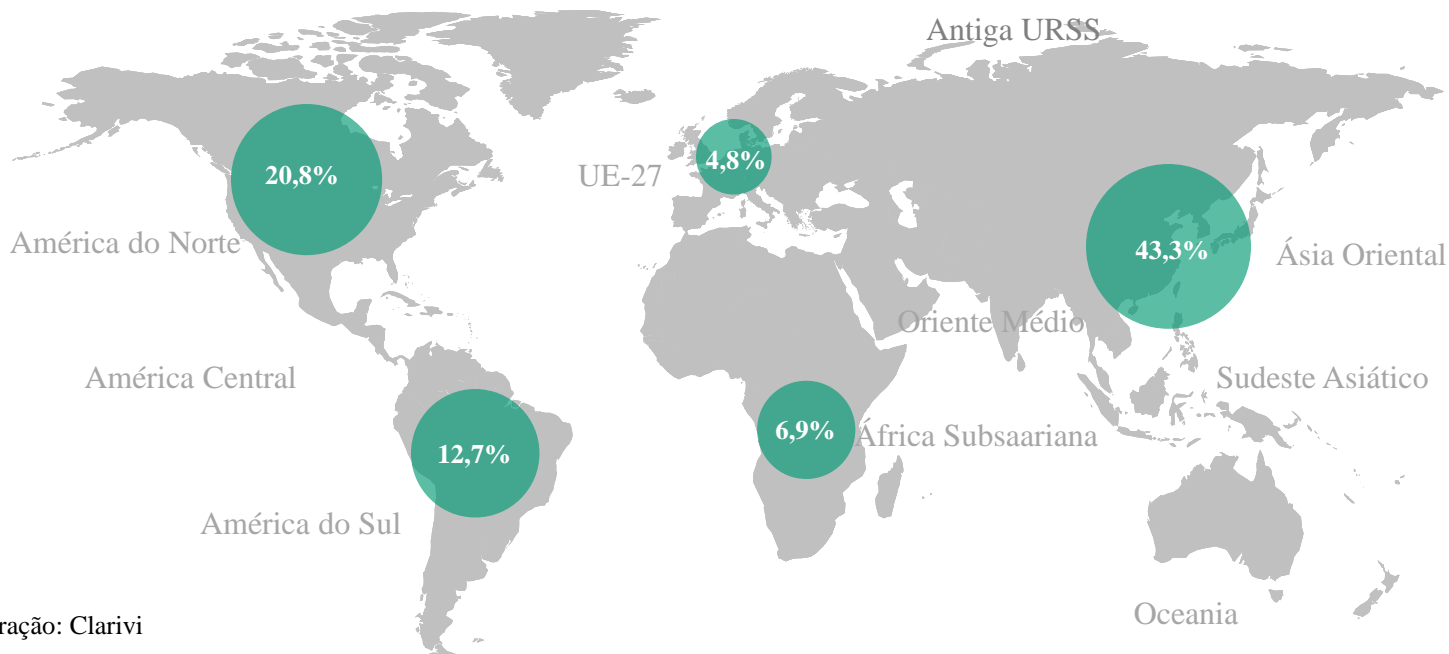 Antiga URSS
20,8%
4,8%
UE-27
América do Norte
43,3%
Ásia Oriental
Oriente Médio
América Central
Sudeste Asiático
6,9%
África Subsaariana
12,7%
América do Sul
Oceania
ração: Clarivi